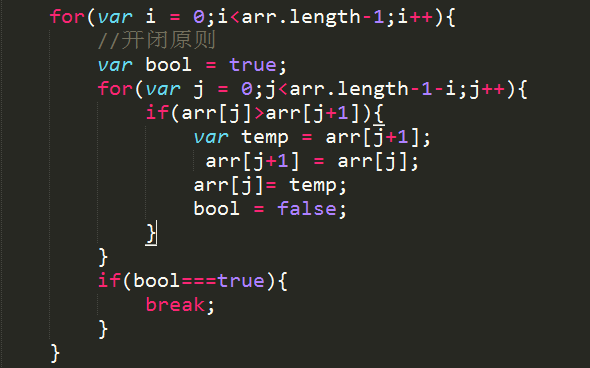 for(var i = 0;i<arr.length-1;i++){
    //开闭原则
    var bool = true;
    for(var j = 0;j<arr.length-1-i;j++){
        if(arr[j]>arr[j+1]){
            var temp = arr[j+1];
             arr[j+1] = arr[j];
            arr[j]= temp;
            bool = false;
        }
    }
    if(bool===true){
        break;
    }
}